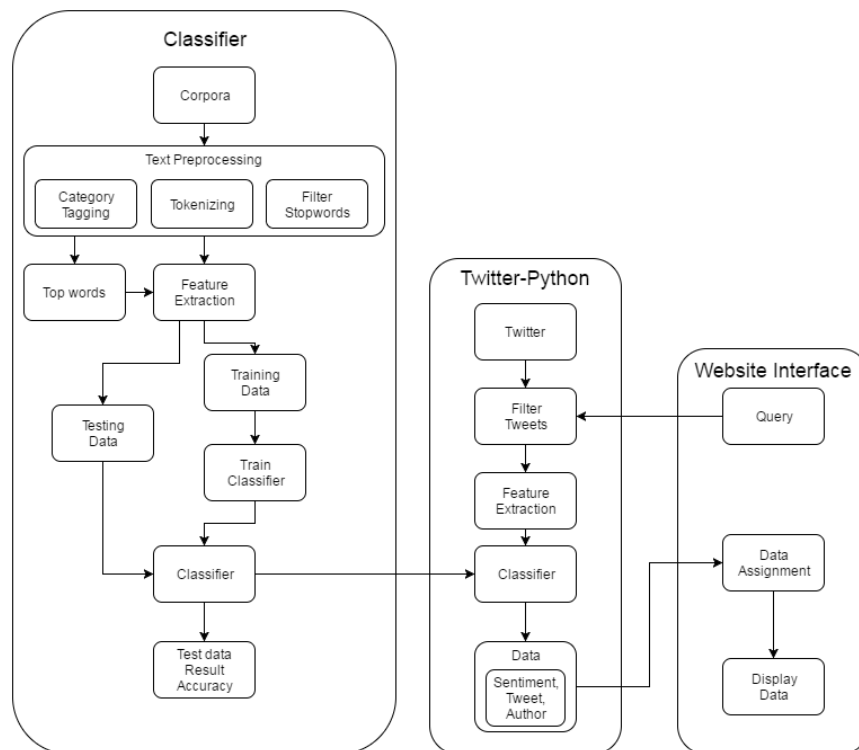 Classifier
Corpora
Text Preprocessing
Category
Tagging
Tokenizing
Filter
Stopwords
Top words
Feature
Extraction
Training
Data
Testing
Data
Train
Classifier
Classifier
Test data
Result
Accuracy
Twitter-Python
Twitter
Filter
Tweets
Feature
Extraction
Classifier
Data
Sentiment,
Tweet,
Author
Website Interface
Query
Data
Assignment
Display
Data